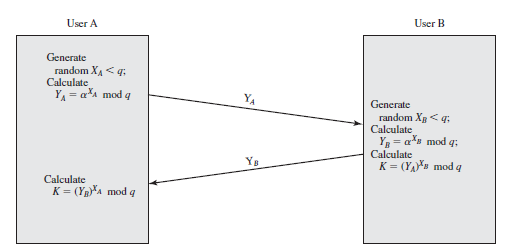 User A
User B
Generate
random X_A < q;
Calculate
Y_A = α^{X_A} mod q
Y_A
Generate
random X_B < q;
Calculate
Y_B = α^{X_B} mod q;
Calculate
K = (Y_A)^{X_B} mod q
Y_B
Calculate
K = (Y_B)^{X_A} mod q